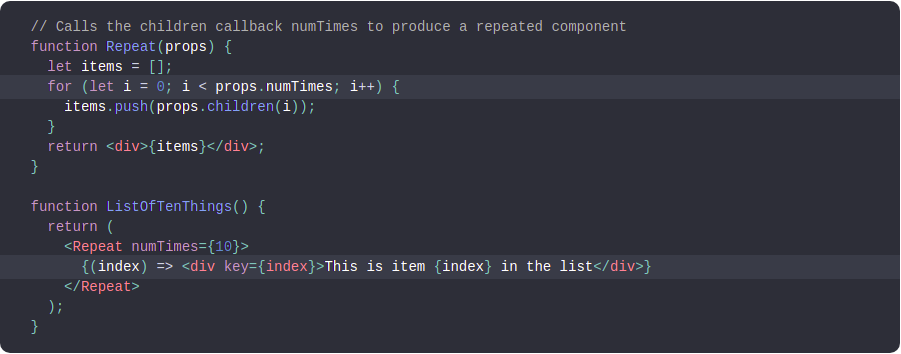 // Calls the children callback numTimes to produce a repeated component
function Repeat(props) {
  let items = [];
  for (let i = 0; i < props.numTimes; i++) {
    items.push(props.children(i));
  }
  return <div>{items}</div>;
}

function ListOfTenThings() {
  return (
    <Repeat numTimes={10}>
      {(index) => <div key={index}>This is item {index} in the list</div>}
    </Repeat>
  );
}